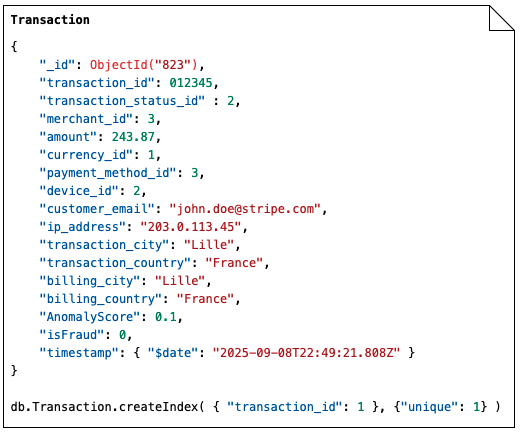 Transaction
{
"_id": ObjectId("823"),
"transaction_id": 012345,
"transaction_status_id" : 2,
"merchant_id": 3,
"amount": 243.87,
"currency_id": 1,
"payment_method_id": 3,
"device_id": 2,
"customer_email": "john.doe@stripe.com",
"ip_address": "203.0.113.45",
"transaction_city": "Lille",
"transaction_country": "France",
"billing_city": "Lille",
"billing_country": "France",
"AnomalyScore": 0.1,
"isFraud": 0,
"timestamp": { "$date": "2025-09-08T22:49:21.808Z" }
}
db.Transaction.createIndex( { "transaction_id": 1 }, {"unique": 1} )